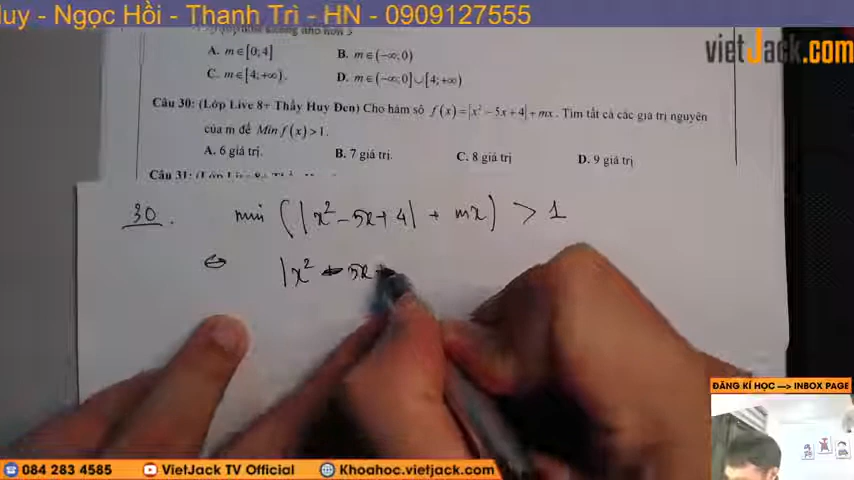 Huy - Ngọc Hồi - Thanh Trì - HN - 0909127555
vietJack.com
A. m ∈ [0; 4]
B. m ∈ (-∞; 0)
C. m ∈ [4; +∞).
D. m ∈ (-∞; 0] ∪ [4; +∞)
Câu 30: (Lớp Live 8+ Thầy Huy Đen) Cho hàm số f(x) = |x² - 5x + 4| + mx. Tìm tất cả các giá trị nguyên
của m để Min f(x) > 1.
A. 6 giá trị.
B. 7 giá trị.
C. 8 giá trị
D. 9 giá trị
Câu 31:
30. min (|x² - 5x + 4| + mx) > 1
⇔ |x² - 5x +
ĐĂNG KÍ HỌC —> INBOX PAGE
084 283 4585
VietJack TV Official
Khoahoc.vietjack.com